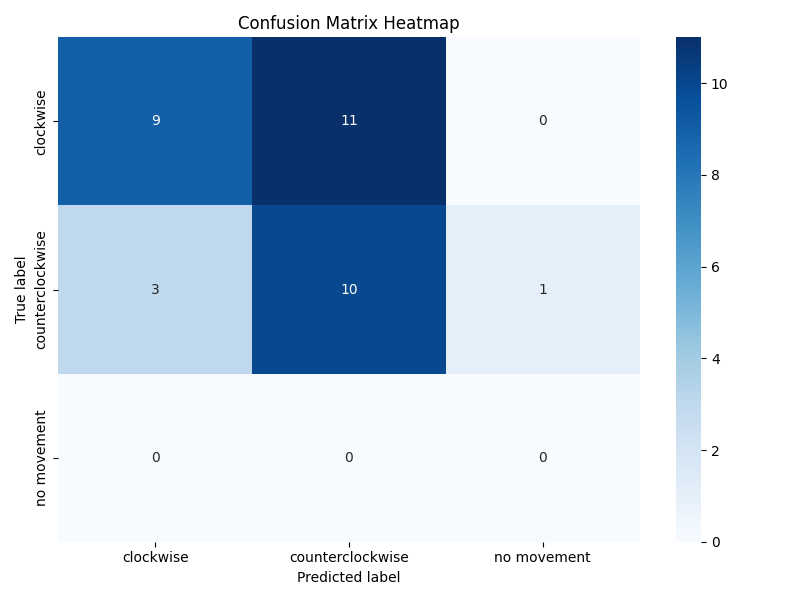 Confusion Matrix Heatmap
clockwise
counterclockwise
no movement
True label
9 11 0
3 10 1
0 0 0
clockwise counterclockwise no movement
Predicted label
10
8
6
4
2
0